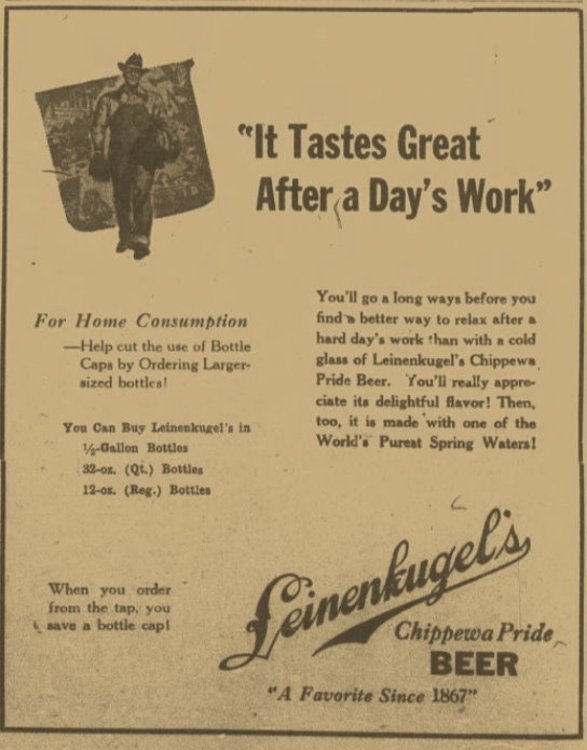 "It Tastes Great
After a Day's Work"
For Home Consumption
—Help cut the use of Bottle
Caps by Ordering Larger-
sized bottles!
You Can Buy Leinenkugel's in
½-Gallon Bottles
32-oz. (Qt.) Bottles
12-oz. (Reg.) Bottles
When you order
from the tap, you
save a bottle cap!
You'll go a long ways before you
find a better way to relax after a
hard day's work than with a cold
glass of Leinenkugel's Chippewa
Pride Beer. You'll really appre-
ciate its delightful flavor! Then,
too, it is made with one of the
World's Purest Spring Waters!
Leinenkugel's
Chippewa Pride
BEER
"A Favorite Since 1867"